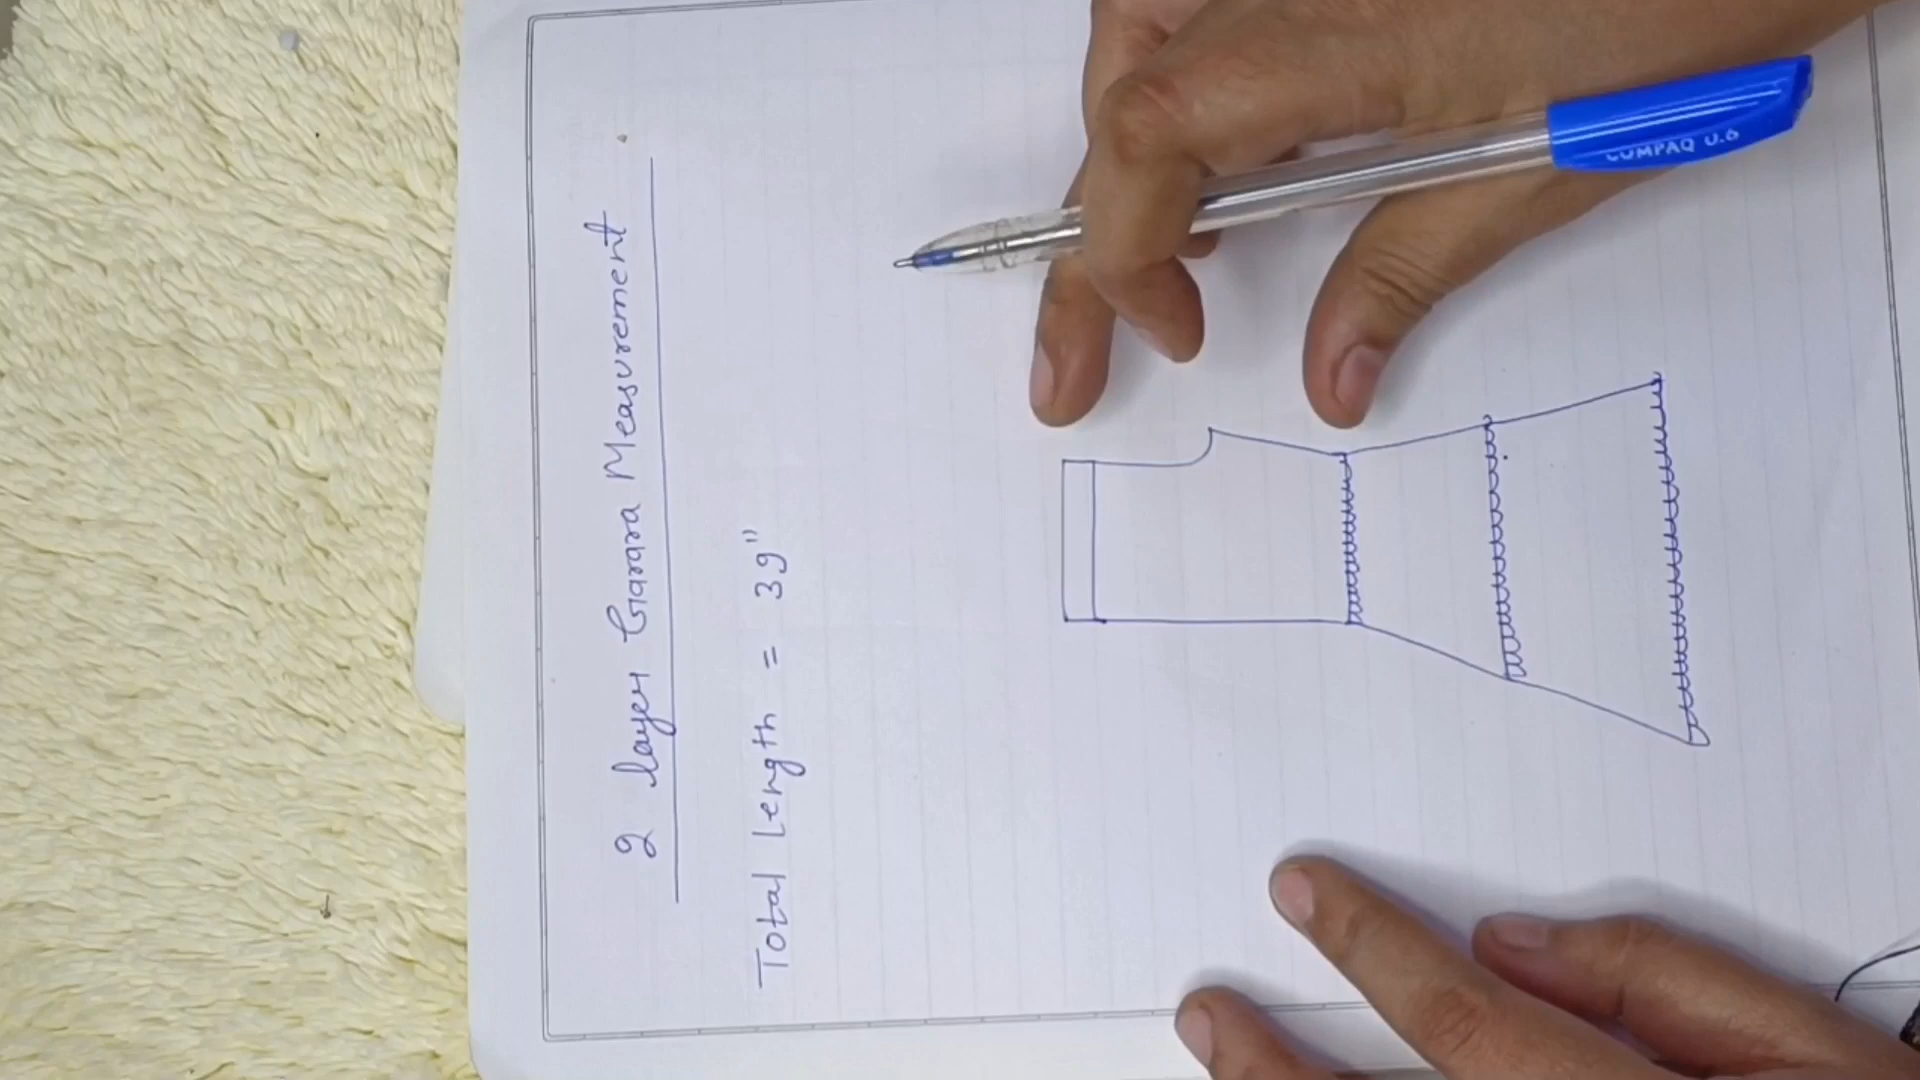 2 layer Garara Measurement.
Total Length = 39"
COMPAQ 0.6